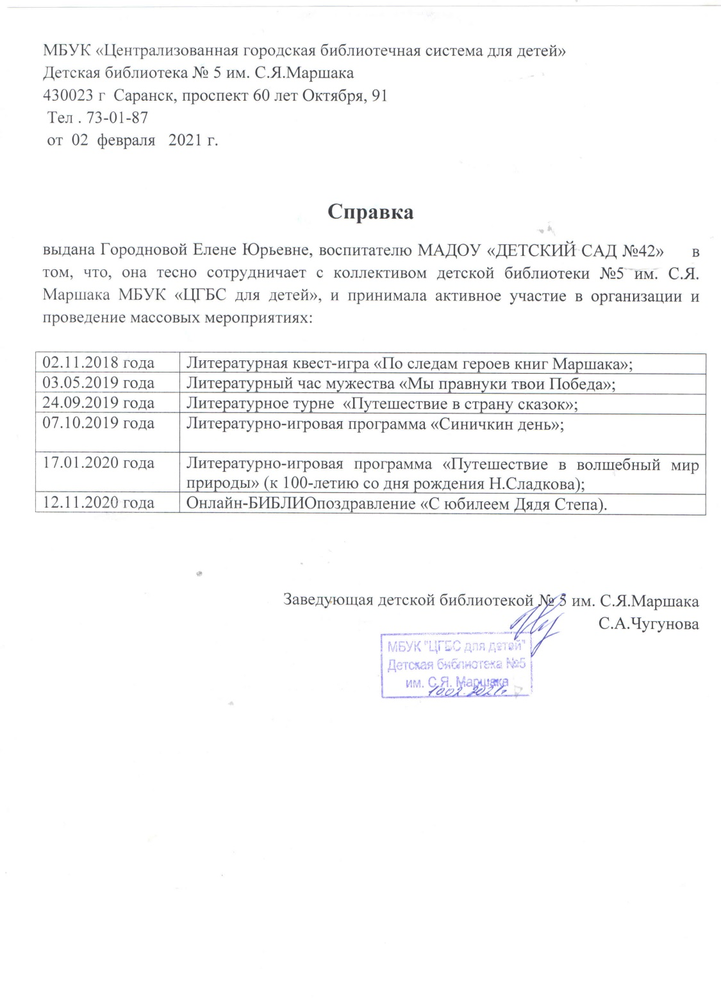 МБУК «Централизованная городская библиотечная система для детей»
Детская библиотека № 5 им. С.Я.Маршака
430023 г  Саранск, проспект 60 лет Октября, 91
Тел . 73-01-87
от  02  февраля   2021 г.
Справка
выдана Городновой Елене Юрьевне, воспитателю МАДОУ «ДЕТСКИЙ САД №42» в
том, что, она тесно сотрудничает с коллективом детской библиотеки №5 им. С.Я.
Маршака МБУК «ЦГБС для детей», и принимала активное участие в организации и
проведение массовых мероприятиях:
02.11.2018 года Литературная квест-игра «По следам героев книг Маршака»;
03.05.2019 года Литературный час мужества «Мы правнуки твои Победа»;
24.09.2019 года Литературное турне  «Путешествие в страну сказок»;
07.10.2019 года Литературно-игровая программа «Синичкин день»;
17.01.2020 года Литературно-игровая программа «Путешествие в волшебный мир
природы» (к 100-летию со дня рождения Н.Сладкова);
12.11.2020 года Онлайн-БИБЛИОпоздравление «С юбилеем Дядя Степа).
Заведующая детской библиотекой № 5 им. С.Я.Маршака
С.А.Чугунова
МБУК "ЦГБС для детей"
Детская библиотека №5
им. С.Я. Маршака
10.02.2021г